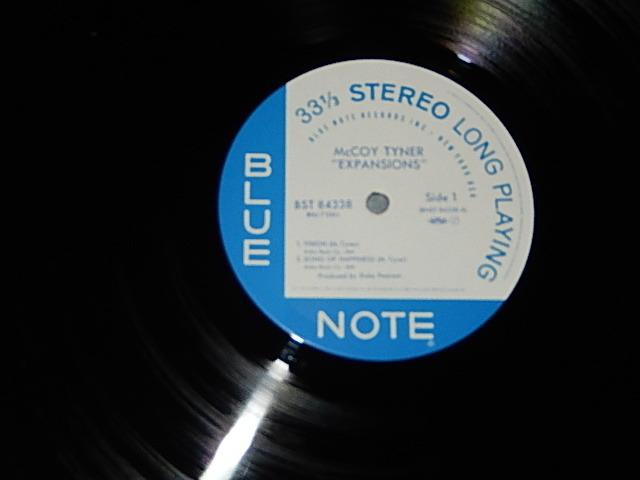 33⅓ STEREO LONG PLAYING
BLUE NOTE RECORDS INC · NEW YORK USA
McCOY TYNER
"EXPANSIONS"
BST 84338
Side 1
1. VISION (M. Tyner)
2. SONG OF HAPPINESS (M. Tyner)
Produced by Duke Pearson
BLUE
NOTE